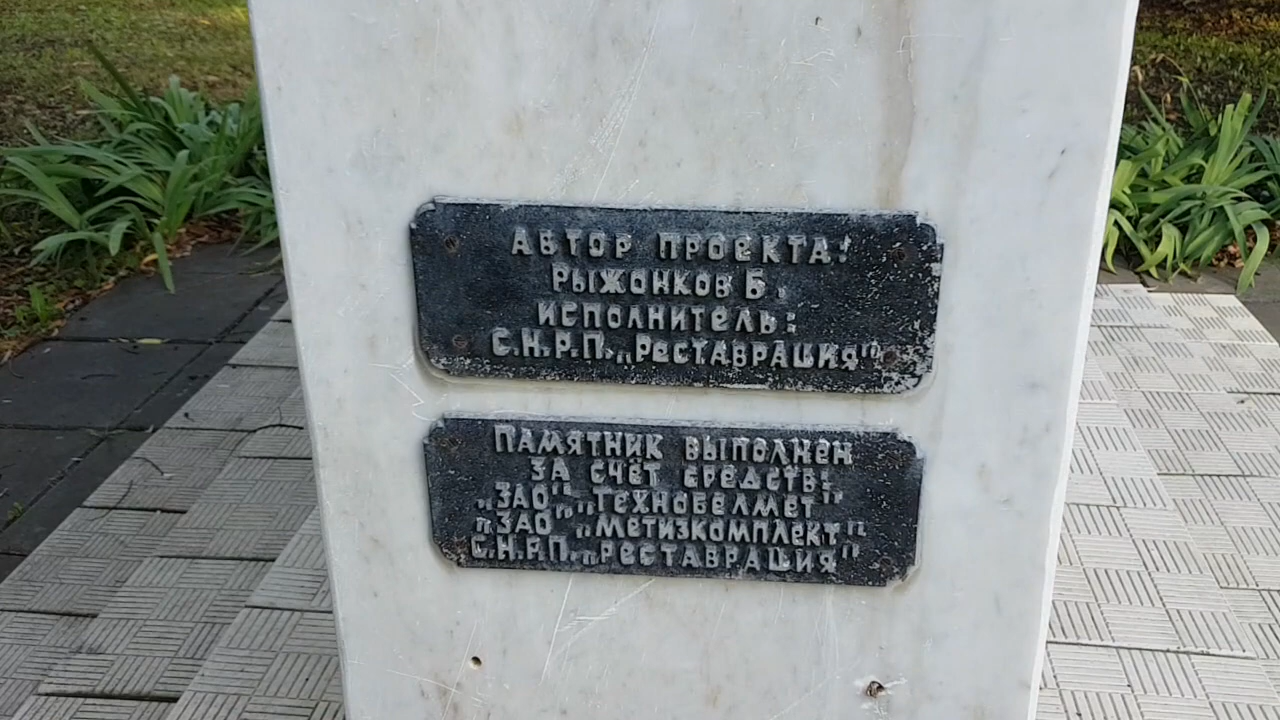 АВТОР ПРОЕКТА:
РЫЖОНКОВ Б.
ИСПОЛНИТЕЛЬ:
С.Н.Р.П. „РЕСТАВРАЦИЯ"
ПАМЯТНИК ВЫПОЛНЕН
ЗА СЧЁТ СРЕДСТВ:
„ЗАО" „ТЕХНОБЕЛМЕТ"
„ЗАО" „МЕТИЗКОМПЛЕКТ"
С.Н.Р.П. „РЕСТАВРАЦИЯ"